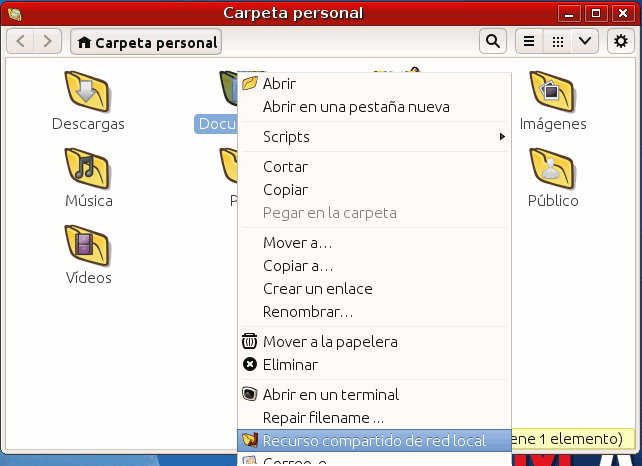 Carpeta personal
Carpeta personal
Descargas
Docu
Imágenes
Música
P
Público
Vídeos
Abrir
Abrir en una pestaña nueva
Scripts
Cortar
Copiar
Pegar en la carpeta
Mover a...
Copiar a...
Crear un enlace
Renombrar...
Mover a la papelera
Eliminar
Abrir en un terminal
Repair filename ...
Recurso compartido de red local
Correo-e
ene 1 elemento)